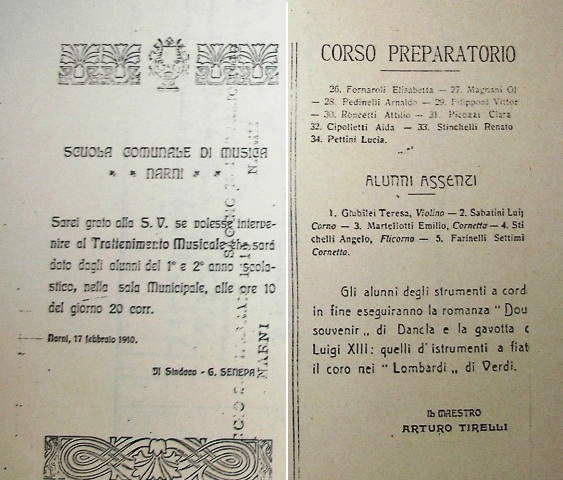 SCUOLA COMUNALE DI MUSICA
NARNI
Sarei grato alla S. V. se volesse interve-
nire al Trattenimento Musicale che sarà
dato dagli alunni del 1° e 2° anno scola-
stico, nella sala Municipale, alle ore 10
del giorno 20 corr.
Narni, 17 febbraio 1910.
Il Sindaco - G. SENEPA
NARNI
CORSO PREPARATORIO
26. Fornaroli Elisabetta — 27. Magnani Ol
— 28. Pedinelli Arnaldo — 29. Filipponi Vittor
— 30. Roncetti Attilio — 31. Picozzi Clara
32. Cipolletti Aida — 33. Stinchelli Renato
34. Pettini Lucia.
ALUNNI ASSENZI
1. Giubilei Teresa, Violino — 2. Sabatini Luig
Corno — 3. Martellotti Emilio, Cornetta — 4. Sti
chelli Angelo, Flicorno — 5. Farinelli Settimi
Cornetta.
Gli alunni degli strumenti a cord
in fine eseguiranno la romanza " Dou
souvenir „ di Dancla e la gavotta d
Luigi XIII: quelli d'istrumenti a fiat
il coro nei " Lombardi „ di Verdi.
IL MAESTRO
ARTURO TIRELLI